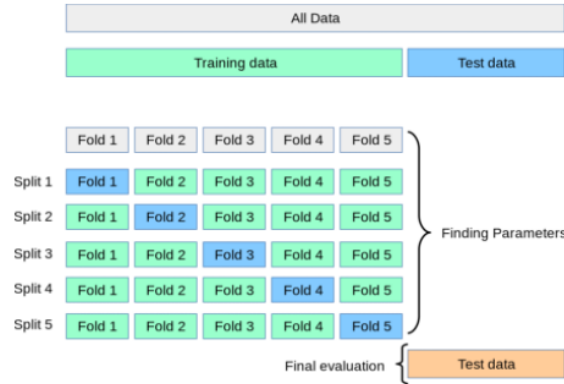 All Data
Training data Test data
Fold 1 Fold 2 Fold 3 Fold 4 Fold 5
Split 1 Fold 1 Fold 2 Fold 3 Fold 4 Fold 5
Split 2 Fold 1 Fold 2 Fold 3 Fold 4 Fold 5
Finding Parameters
Split 3 Fold 1 Fold 2 Fold 3 Fold 4 Fold 5
Split 4 Fold 1 Fold 2 Fold 3 Fold 4 Fold 5
Split 5 Fold 1 Fold 2 Fold 3 Fold 4 Fold 5
Final evaluation Test data